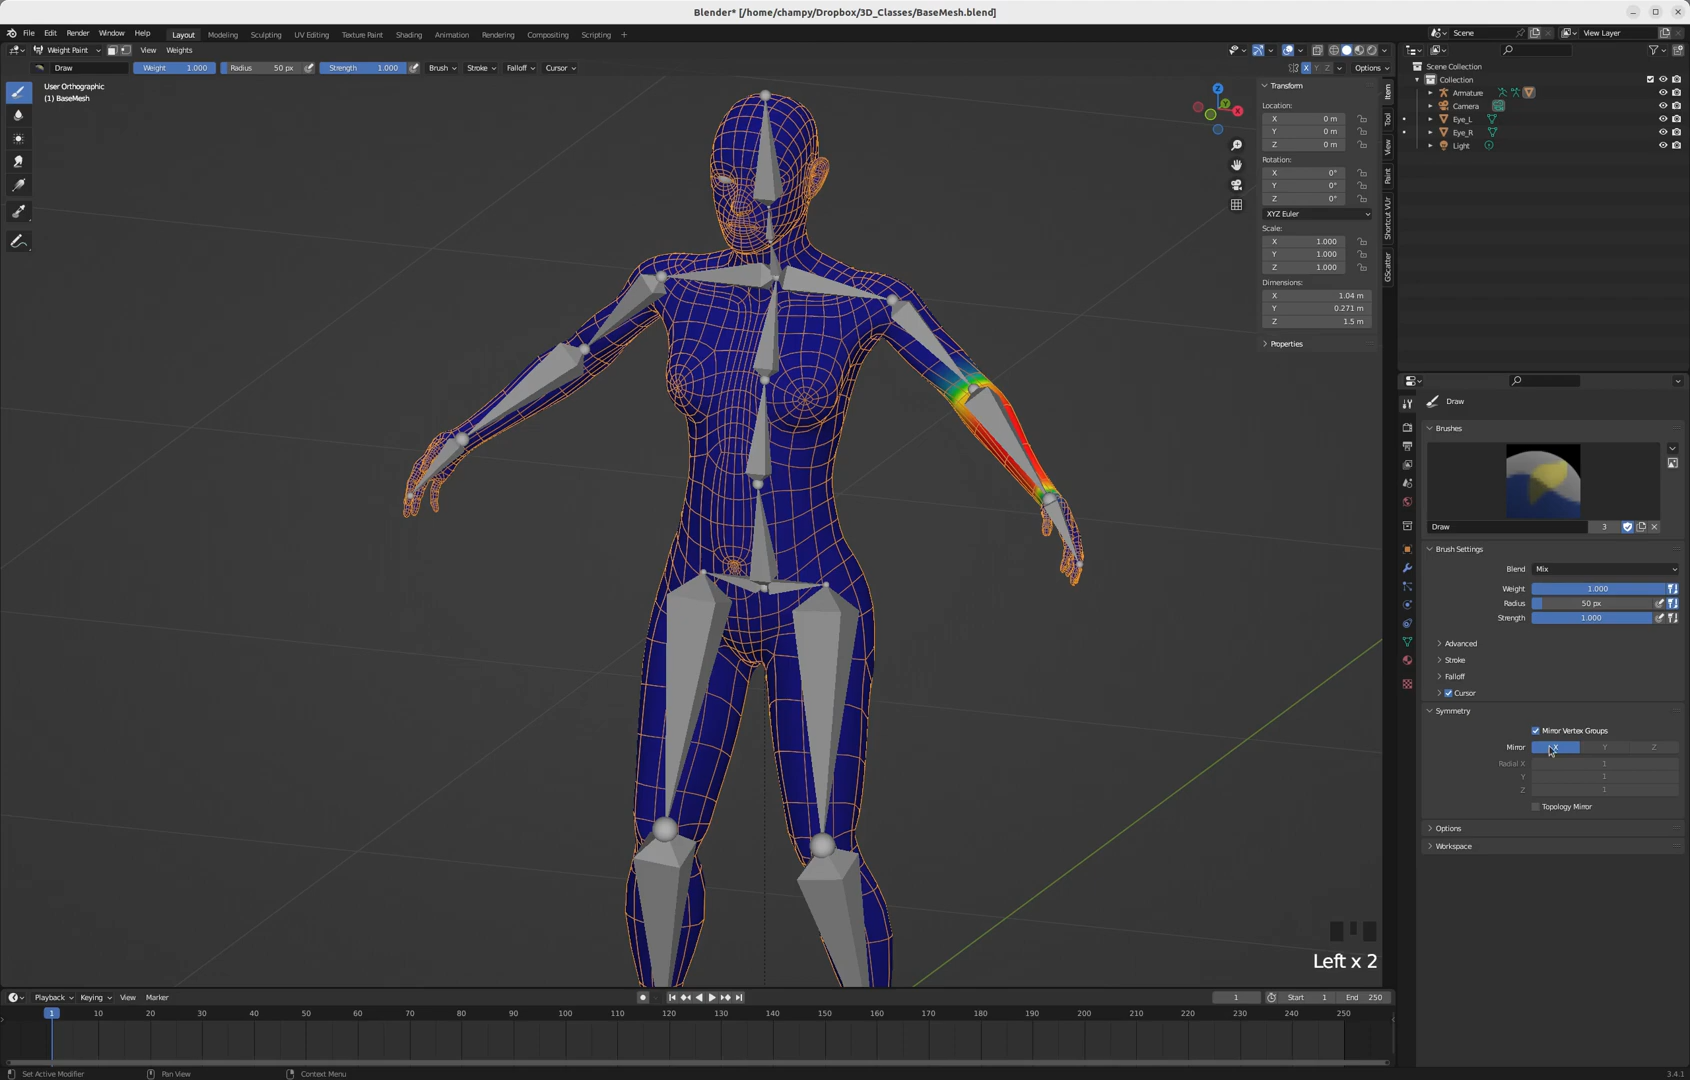 Blender* [/home/champy/Dropbox/3D_Classes/BaseMesh.blend]
File Edit Render Window Help Layout Modeling Sculpting UV Editing Texture Paint Shading Animation Rendering Compositing Scripting + Scene View Layer
Weight Paint View Weights
Draw Weight 1.000 Radius 50 px Strength 1.000 Brush Stroke Falloff Cursor X Y Z Options
User Orthographic
(1) BaseMesh
Z
Y
X
Transform
Location:
X 0 m
Y 0 m
Z 0 m
Rotation:
X 0°
Y 0°
Z 0°
XYZ Euler
Scale:
X 1.000
Y 1.000
Z 1.000
Dimensions:
X 1.04 m
Y 0.271 m
Z 1.5 m
Properties
Item
Tool
View
Paint
Shortcut VUr
GScatter
Scene Collection
Collection
Armature
Camera
Eye_L
Eye_R
Light
Draw
Brushes
Draw 3
Brush Settings
Blend Mix
Weight 1.000
Radius 50 px
Strength 1.000
Advanced
Stroke
Falloff
Cursor
Symmetry
Mirror Vertex Groups
Mirror X Y Z
Radial X 1
Y 1
Z 1
Topology Mirror
Options
Workspace
Left x 2
Playback Keying View Marker 1 Start 1 End 250
1 10 20 30 40 50 60 70 80 90 100 110 120 130 140 150 160 170 180 190 200 210 220 230 240 250
Set Active Modifier Pan View Context Menu 3.4.1